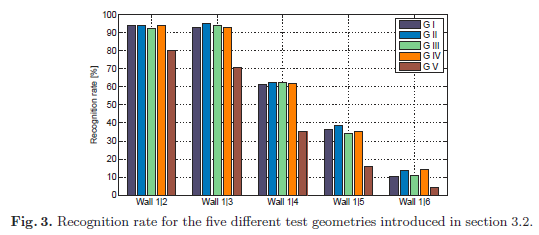 100
90
80
70
60
50
40
30
20
10
0
Recognition rate [%]
G I
G II
G III
G IV
G V
Wall 1|2 Wall 1|3 Wall 1|4 Wall 1|5 Wall 1|6
Fig. 3. Recognition rate for the five different test geometries introduced in section 3.2.